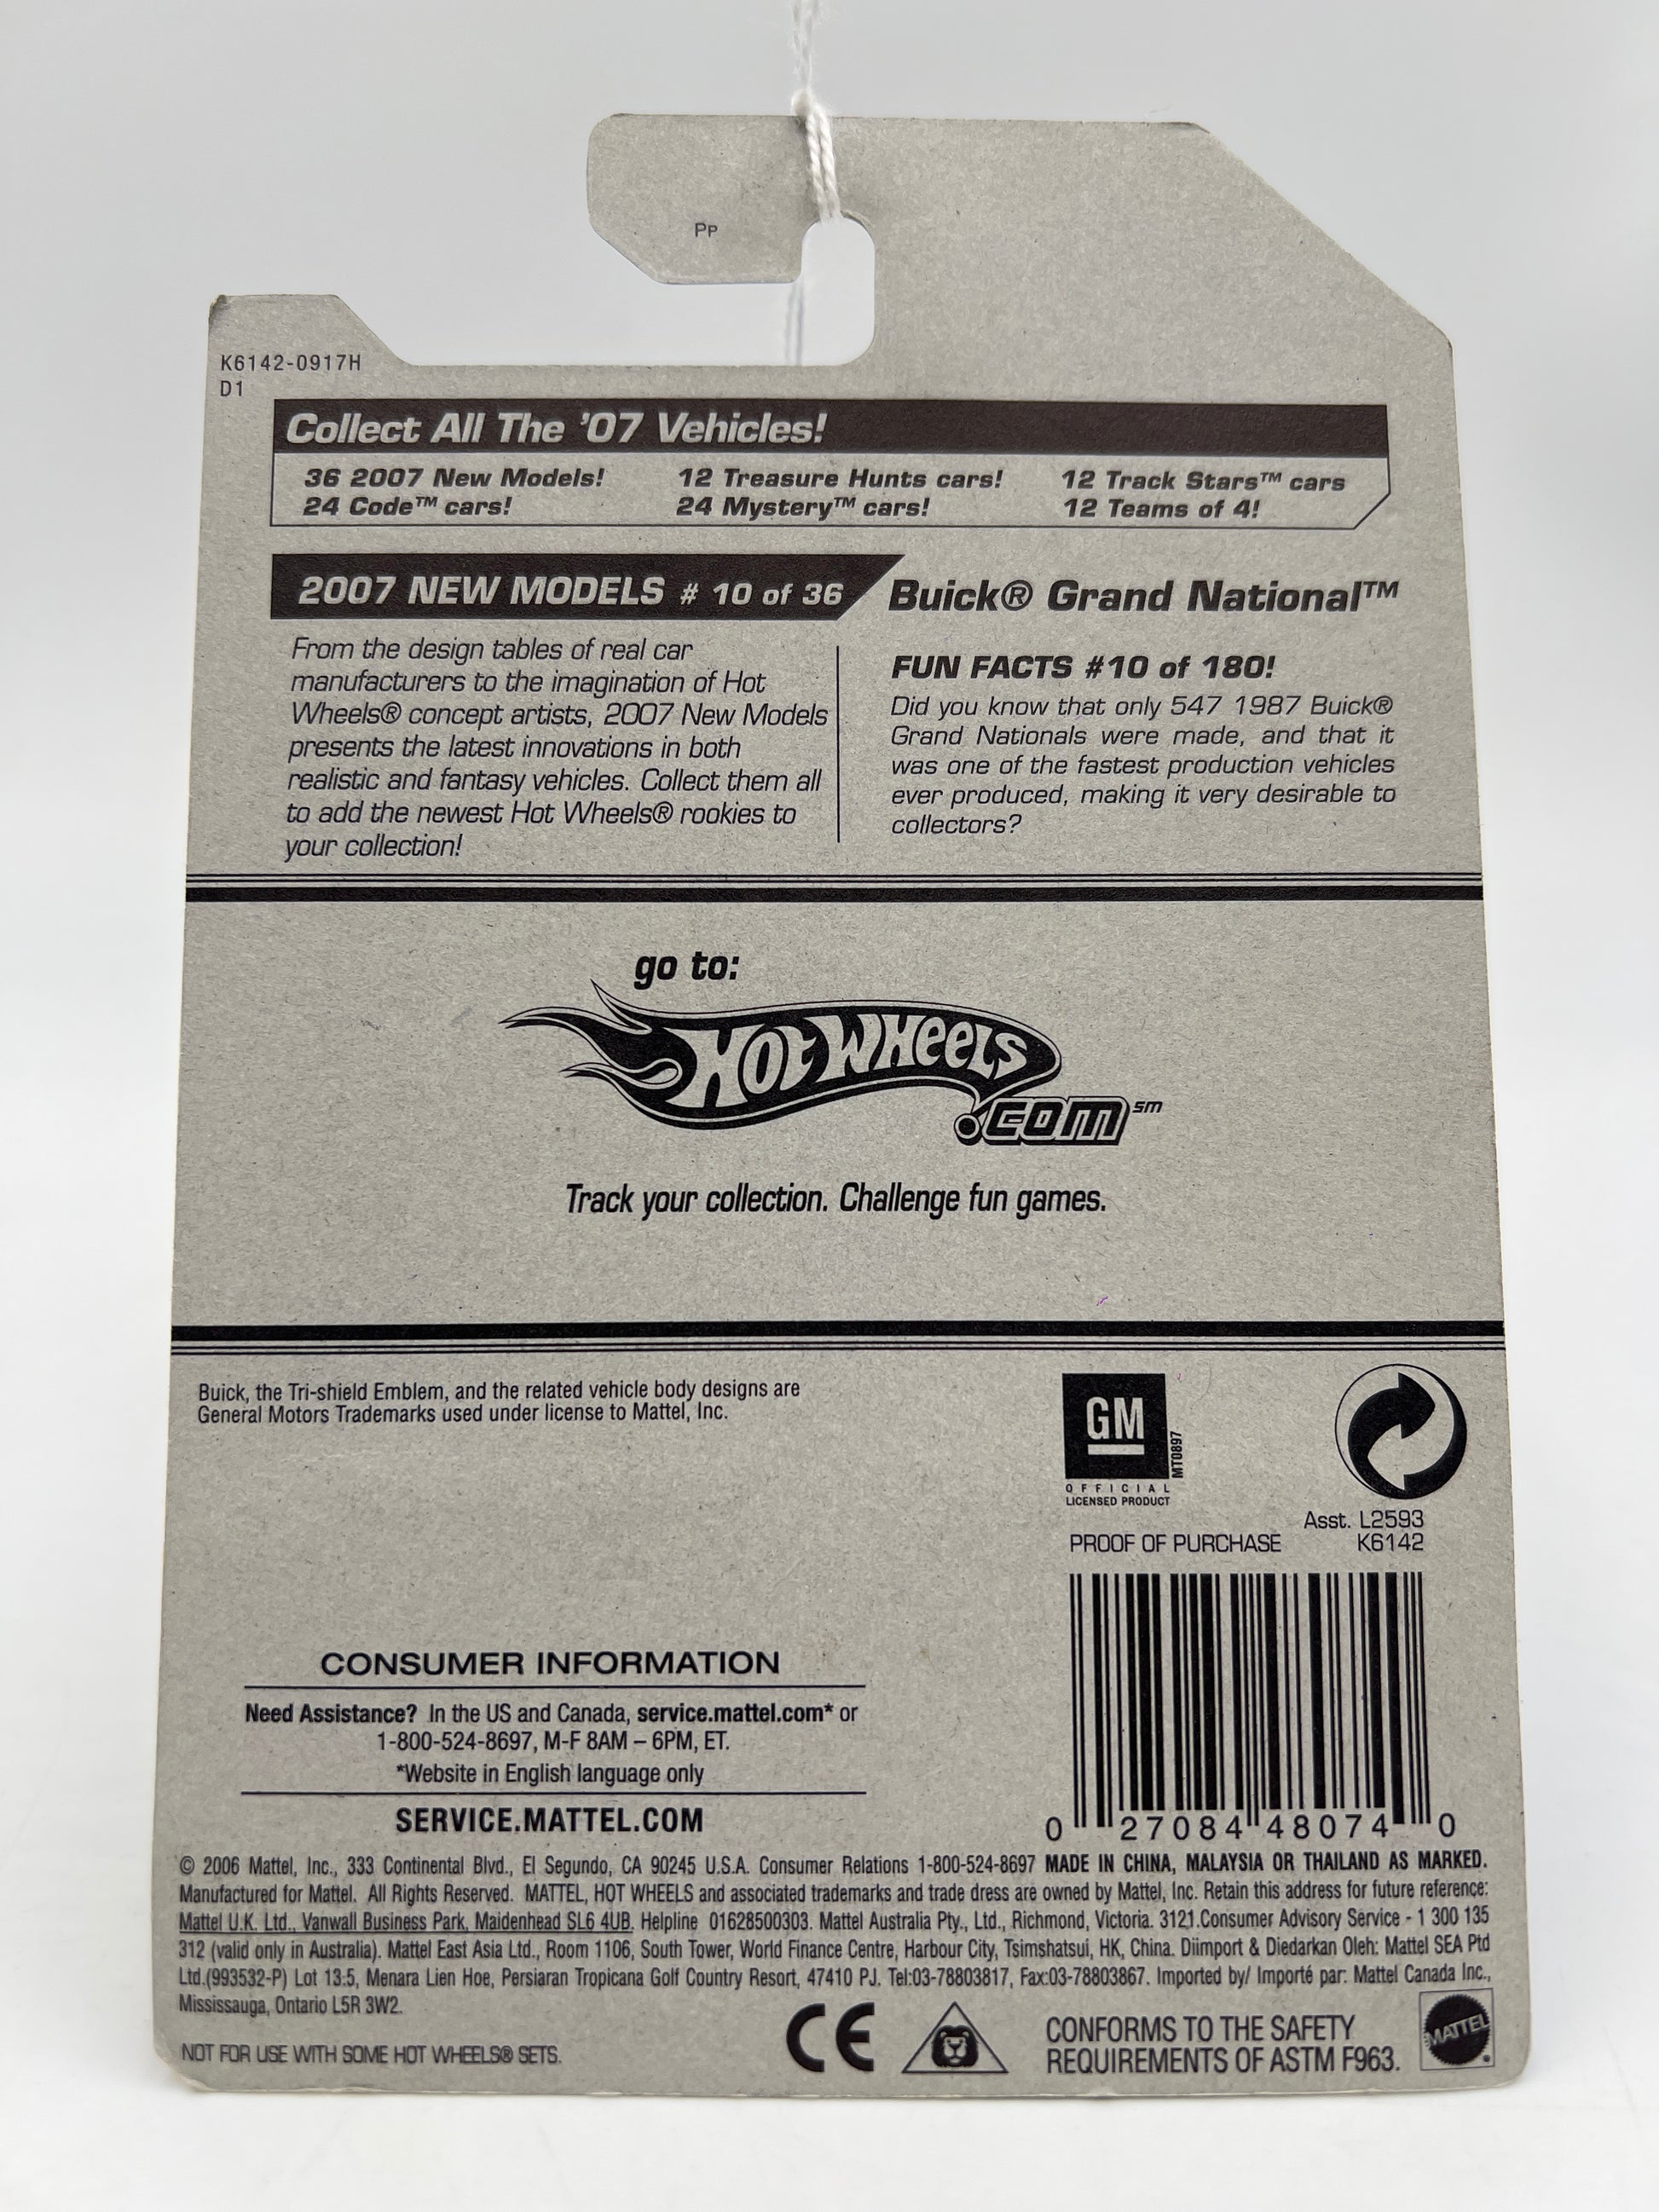 Pp
K6142-0917H
D1
Collect All The '07 Vehicles!
36 2007 New Models! 12 Treasure Hunts cars! 12 Track Stars™ cars
24 Code™ cars! 24 Mystery™ cars! 12 Teams of 4!
2007 NEW MODELS # 10 of 36
From the design tables of real car
manufacturers to the imagination of Hot
Wheels® concept artists, 2007 New Models
presents the latest innovations in both
realistic and fantasy vehicles. Collect them all
to add the newest Hot Wheels® rookies to
your collection!
Buick® Grand National™
FUN FACTS #10 of 180!
Did you know that only 547 1987 Buick®
Grand Nationals were made, and that it
was one of the fastest production vehicles
ever produced, making it very desirable to
collectors?
go to:
HOT WHEELS
.COM℠
Track your collection. Challenge fun games.
Buick, the Tri-shield Emblem, and the related vehicle body designs are
General Motors Trademarks used under license to Mattel, Inc.
GM
MT0897
OFFICIAL
LICENSED PRODUCT
Asst. L2593
PROOF OF PURCHASE K6142
0 27084 48074 0
CONSUMER INFORMATION
Need Assistance? In the US and Canada, service.mattel.com* or
1-800-524-8697, M-F 8AM – 6PM, ET.
*Website in English language only
SERVICE.MATTEL.COM
© 2006 Mattel, Inc., 333 Continental Blvd., El Segundo, CA 90245 U.S.A. Consumer Relations 1-800-524-8697 MADE IN CHINA, MALAYSIA OR THAILAND AS MARKED.
Manufactured for Mattel. All Rights Reserved. MATTEL, HOT WHEELS and associated trademarks and trade dress are owned by Mattel, Inc. Retain this address for future reference:
Mattel U.K. Ltd., Vanwall Business Park, Maidenhead SL6 4UB. Helpline 01628500303. Mattel Australia Pty., Ltd., Richmond, Victoria. 3121.Consumer Advisory Service - 1 300 135
312 (valid only in Australia). Mattel East Asia Ltd., Room 1106, South Tower, World Finance Centre, Harbour City, Tsimshatsui, HK, China. Diimport & Diedarkan Oleh: Mattel SEA Ptd
Ltd.(993532-P) Lot 13.5, Menara Lien Hoe, Persiaran Tropicana Golf Country Resort, 47410 PJ. Tel:03-78803817, Fax:03-78803867. Imported by/ Importé par: Mattel Canada Inc.,
Mississauga, Ontario L5R 3W2.
NOT FOR USE WITH SOME HOT WHEELS® SETS.
CE
CONFORMS TO THE SAFETY
REQUIREMENTS OF ASTM F963.
MATTEL